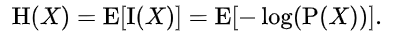 H(X) = E[I(X)] = E[− log(P(X))].